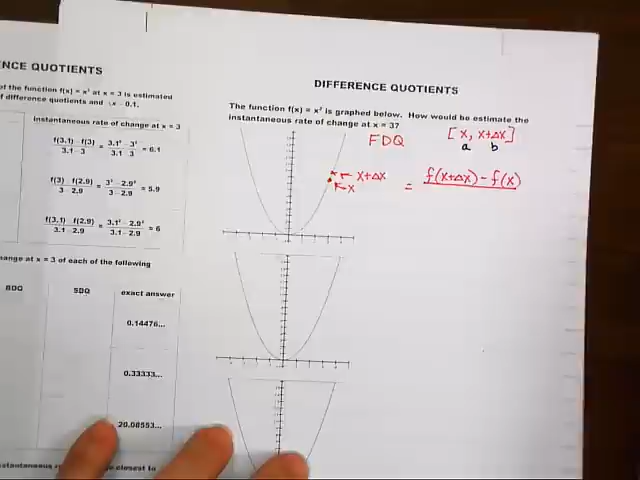 NCE QUOTIENTS
of the function f(x) = x² at x = 3 is estimated
f difference quotients and \x = 0.1.
instantaneous rate of change at x = 3
f(3.1) f(3) / 3.1 3 = 3.1² 3² / 3.1 3 = 6.1
f(3) f(2.9) / 3 2.9 = 3² 2.9² / 3 2.9 = 5.9
f(3.1) f(2.9) / 3.1 2.9 = 3.1² 2.9² / 3.1 2.9 = 6
ange at x = 3 of each of the following
BDQ SDQ exact answer
0.14476...
0.33333...
20.08553...
stantaneous closest to
DIFFERENCE QUOTIENTS
The function f(x) = x² is graphed below. How would be estimate the
instantaneous rate of change at x = 3?
FDQ
[x, x+Δx]
a b
← x+Δx
← x
= f(x+Δx) - f(x)